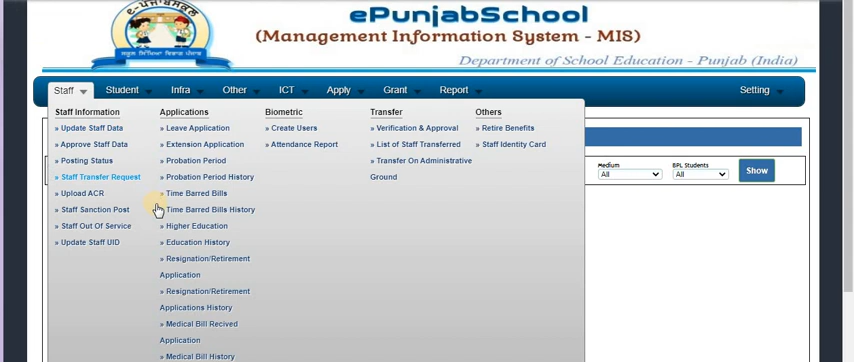 ਈ-ਪੰਜਾਬਸਕੂਲ
ਸਕੂਲ ਸਿੱਖਿਆ ਵਿਭਾਗ ਪੰਜਾਬ
ePunjabSchool
(Management Information System - MIS)
Department of School Education - Punjab (India)
Staff Student Infra Other ICT Apply Grant Report Setting
Staff Information
» Update Staff Data
» Approve Staff Data
» Posting Status
» Staff Transfer Request
» Upload ACR
» Staff Sanction Post
» Staff Out Of Service
» Update Staff UID
Applications
» Leave Application
» Extension Application
» Probation Period
» Probation Period History
» Time Barred Bills
Time Barred Bills History
» Higher Education
» Education History
» Resignation/Retirement
Application
» Resignation/Retirement
Applications History
» Medical Bill Recived
Application
» Medical Bill History
Biometric
» Create Users
» Attendance Report
Transfer
» Verification & Approval
» List of Staff Transferred
» Transfer On Administrative
Ground
Others
» Retire Benefits
» Staff Identity Card
Medium
All
BPL Students
All
Show